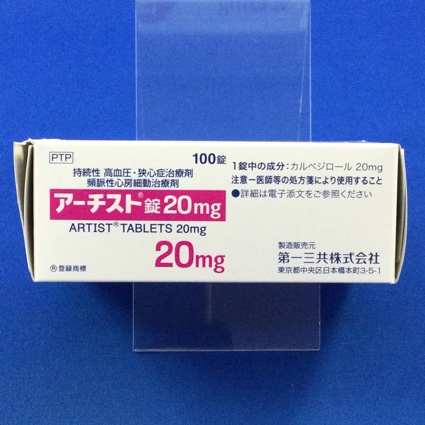 PTP
100錠
持続性 高血圧・狭心症治療剤
頻脈性心房細動治療剤
アーチスト®錠20mg
ARTIST®TABLETS 20mg
20mg
®登録商標
1錠中の成分:カルベジロール 20mg
注意ー医師等の処方箋により使用すること
●詳細は電子添文をご参照ください
製造販売元
第一三共株式会社
東京都中央区日本橋本町3-5-1